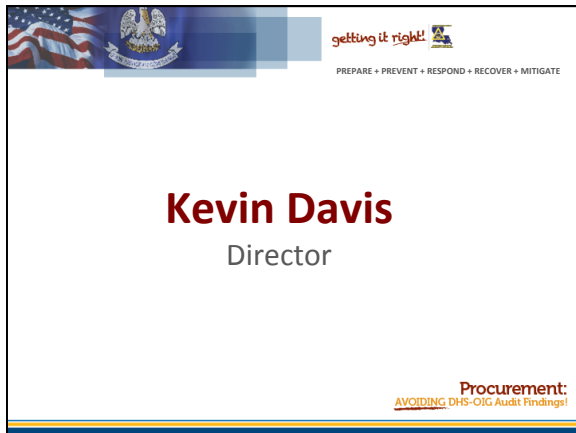 getting it right!
PREPARE + PREVENT + RESPOND + RECOVER + MITIGATE
Kevin Davis
Director
Procurement:
AVOIDING DHS-OIG Audit Findings!